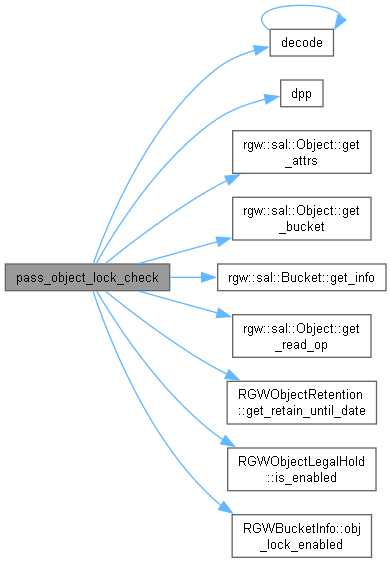 decode
dpp
rgw::sal::Object::get
_attrs
rgw::sal::Object::get
_bucket
pass_object_lock_check
rgw::sal::Bucket::get_info
rgw::sal::Object::get
_read_op
RGWObjectRetention
::get_retain_until_date
RGWObjectLegalHold
::is_enabled
RGWBucketInfo::obj
_lock_enabled